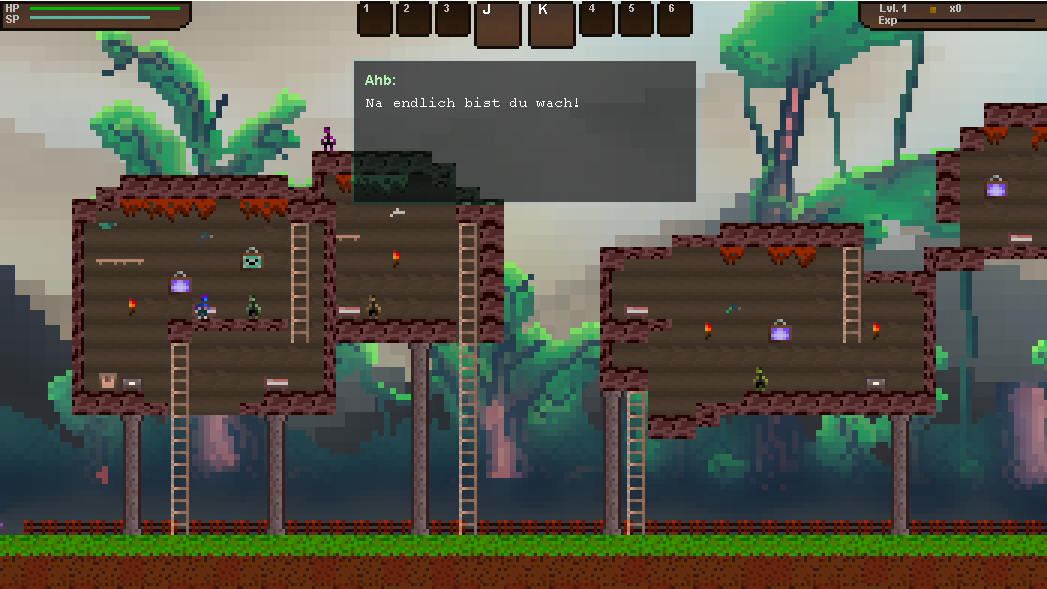 HP
SP
1 2 3 J K 4 5 6
Lvl. 1 x0
Exp
Ahb:
Na endlich bist du wach!